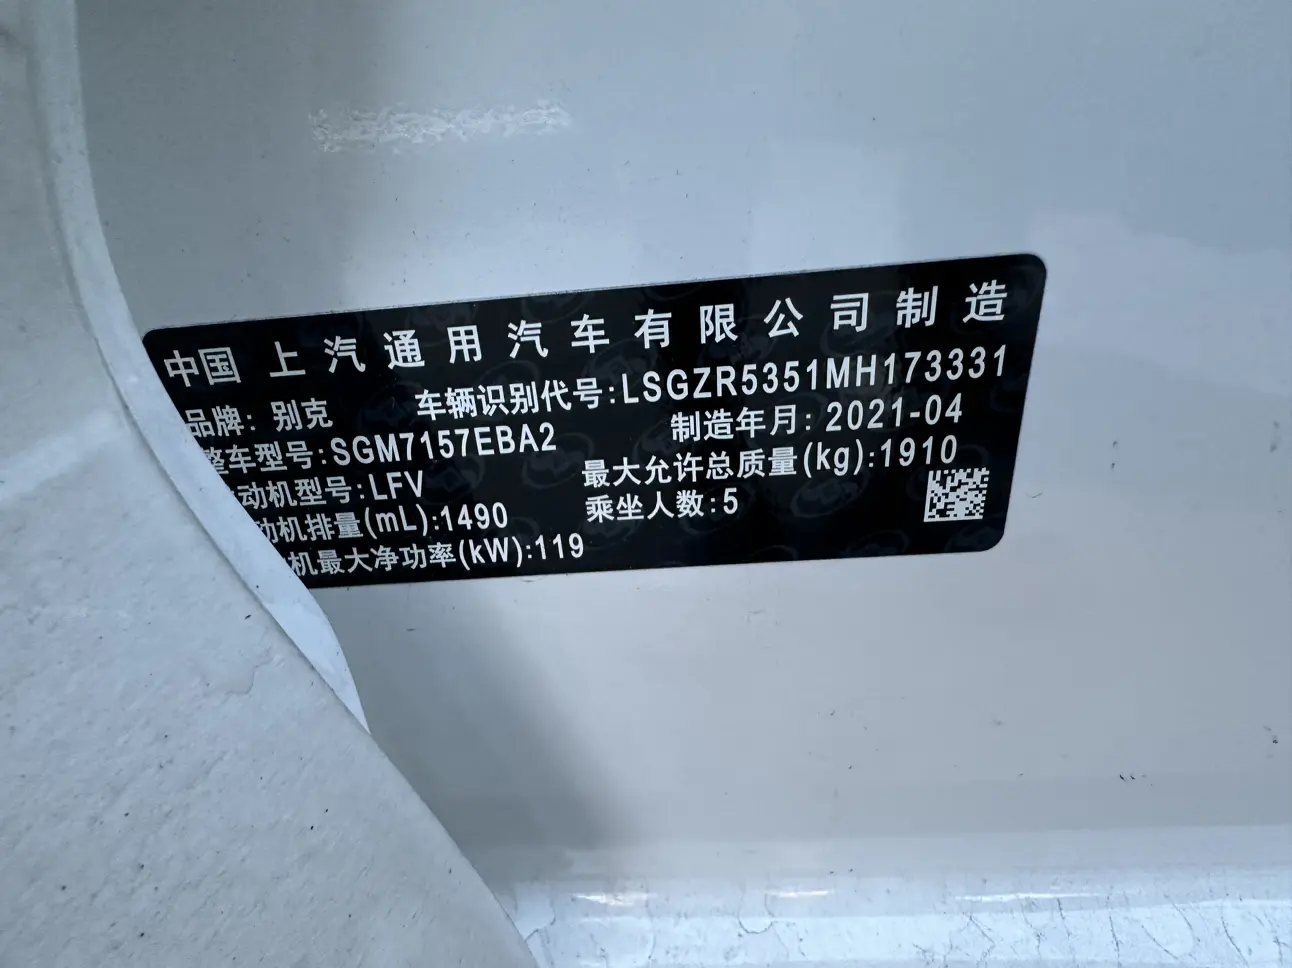 中国 上汽通用汽车有限公司制造
品牌: 别克 车辆识别代号:LSGZR5351MH173331
整车型号:SGM7157EBA2 制造年月: 2021-04
动机型号:LFV 最大允许总质量(kg):1910
动机排量(mL):1490 乘坐人数:5
机最大净功率(kW):119